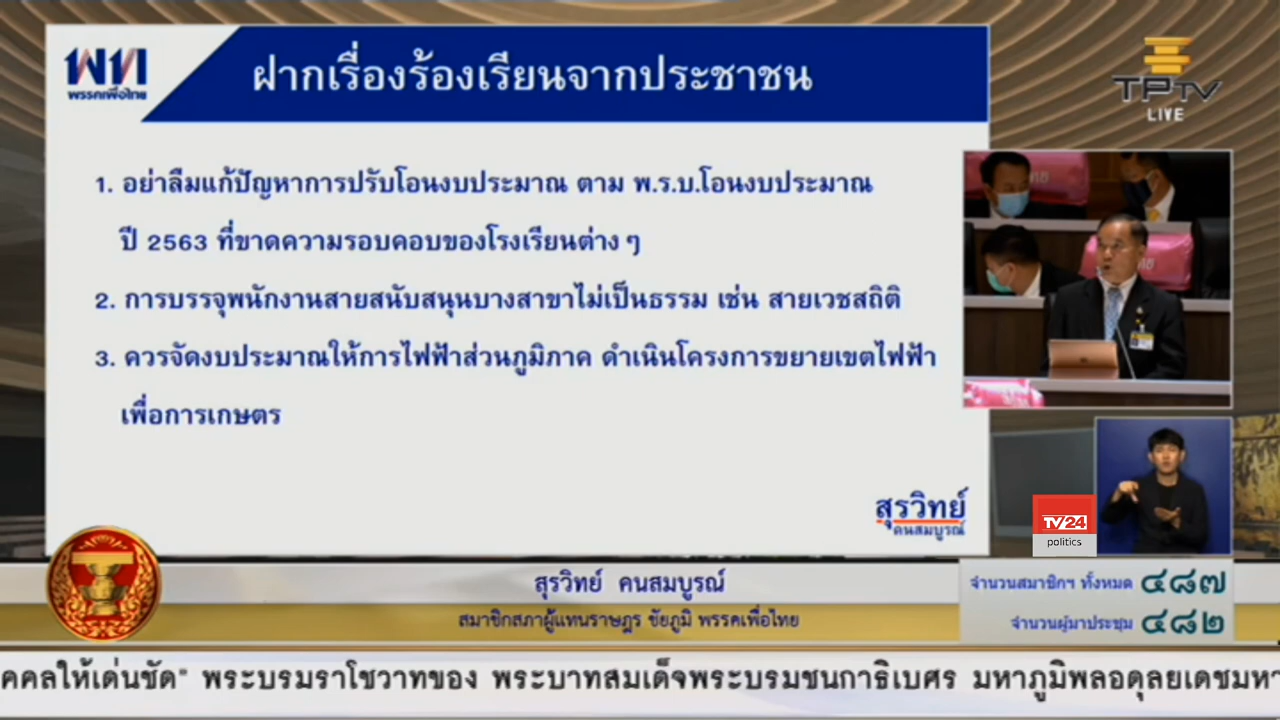 พท
พรรคเพื่อไทย
ฝากเรื่องร้องเรียนจากประชาชน
TPTV
LIVE
1. อย่าลืมแก้ปัญหาการปรับโอนงบประมาณ ตาม พ.ร.บ.โอนงบประมาณ
ปี 2563 ที่ขาดความรอบคอบของโรงเรียนต่าง ๆ
2. การบรรจุพนักงานสายสนับสนุนบางสาขาไม่เป็นธรรม เช่น สายเวชสถิติ
3. ควรจัดงบประมาณให้การไฟฟ้าส่วนภูมิภาค ดำเนินโครงการขยายเขตไฟฟ้า
เพื่อการเกษตร
สุรวิทย์
คนสมบูรณ์
TV24
politics
สุรวิทย์ คนสมบูรณ์
สมาชิกสภาผู้แทนราษฎร ชัยภูมิ พรรคเพื่อไทย
จำนวนสมาชิกฯ ทั้งหมด ๔๘๗
จำนวนผู้มาประชุม ๔๘๒
คคลให้เด่นชัด" พระบรมราโชวาทของ พระบาทสมเด็จพระบรมชนกาธิเบศร มหาภูมิพลอดุลยเดชมหา